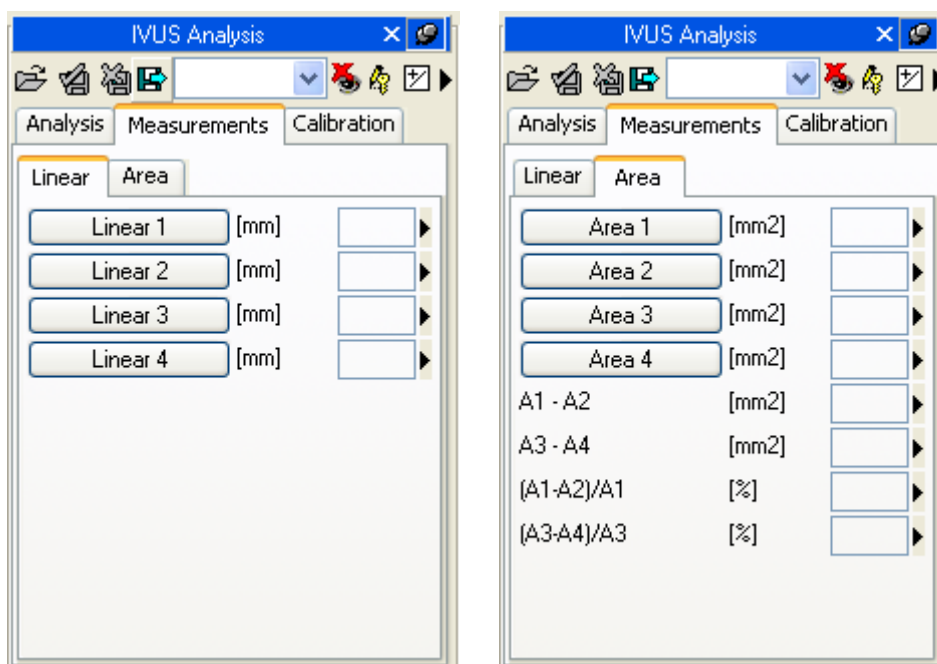 IVUS Analysis
Analysis Measurements Calibration
Linear Area
Linear 1 [mm]
Linear 2 [mm]
Linear 3 [mm]
Linear 4 [mm]
IVUS Analysis
Analysis Measurements Calibration
Linear Area
Area 1 [mm2]
Area 2 [mm2]
Area 3 [mm2]
Area 4 [mm2]
A1 - A2 [mm2]
A3 - A4 [mm2]
(A1-A2)/A1 [%]
(A3-A4)/A3 [%]